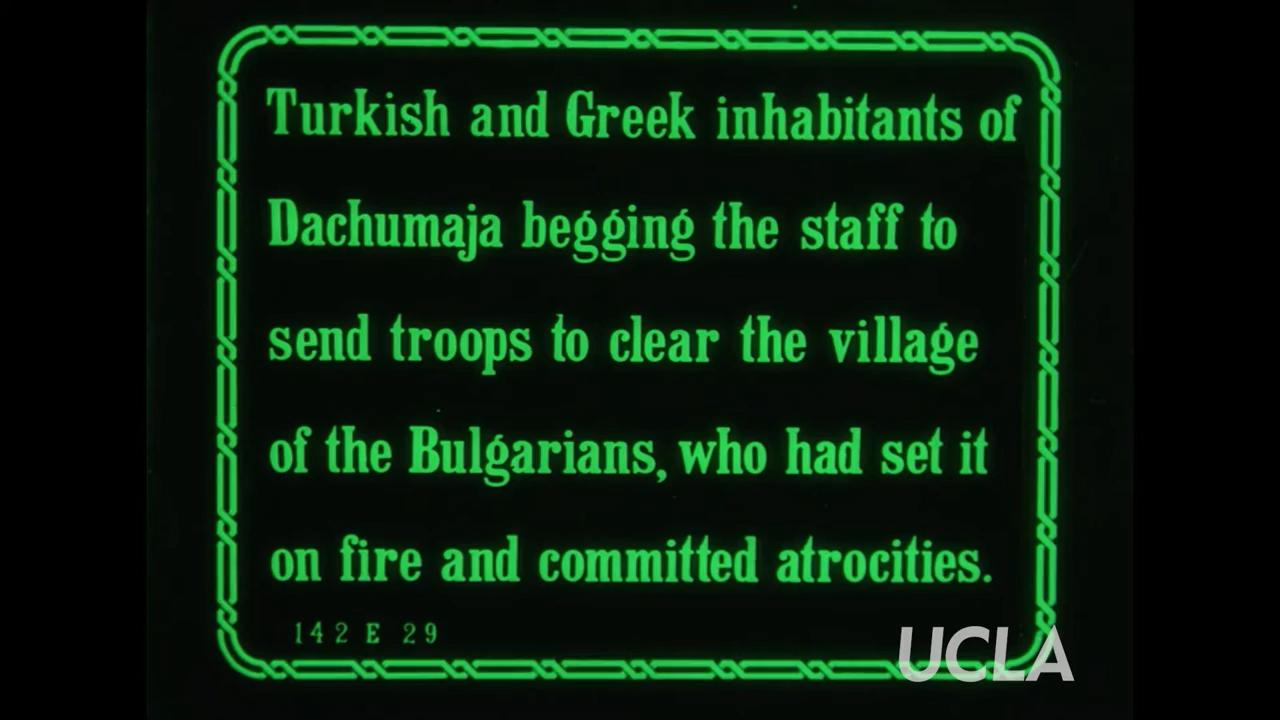 Turkish and Greek inhabitants of
Dachumaja begging the staff to
send troops to clear the village
of the Bulgarians, who had set it
on fire and committed atrocities.
142 E 29
UCLA